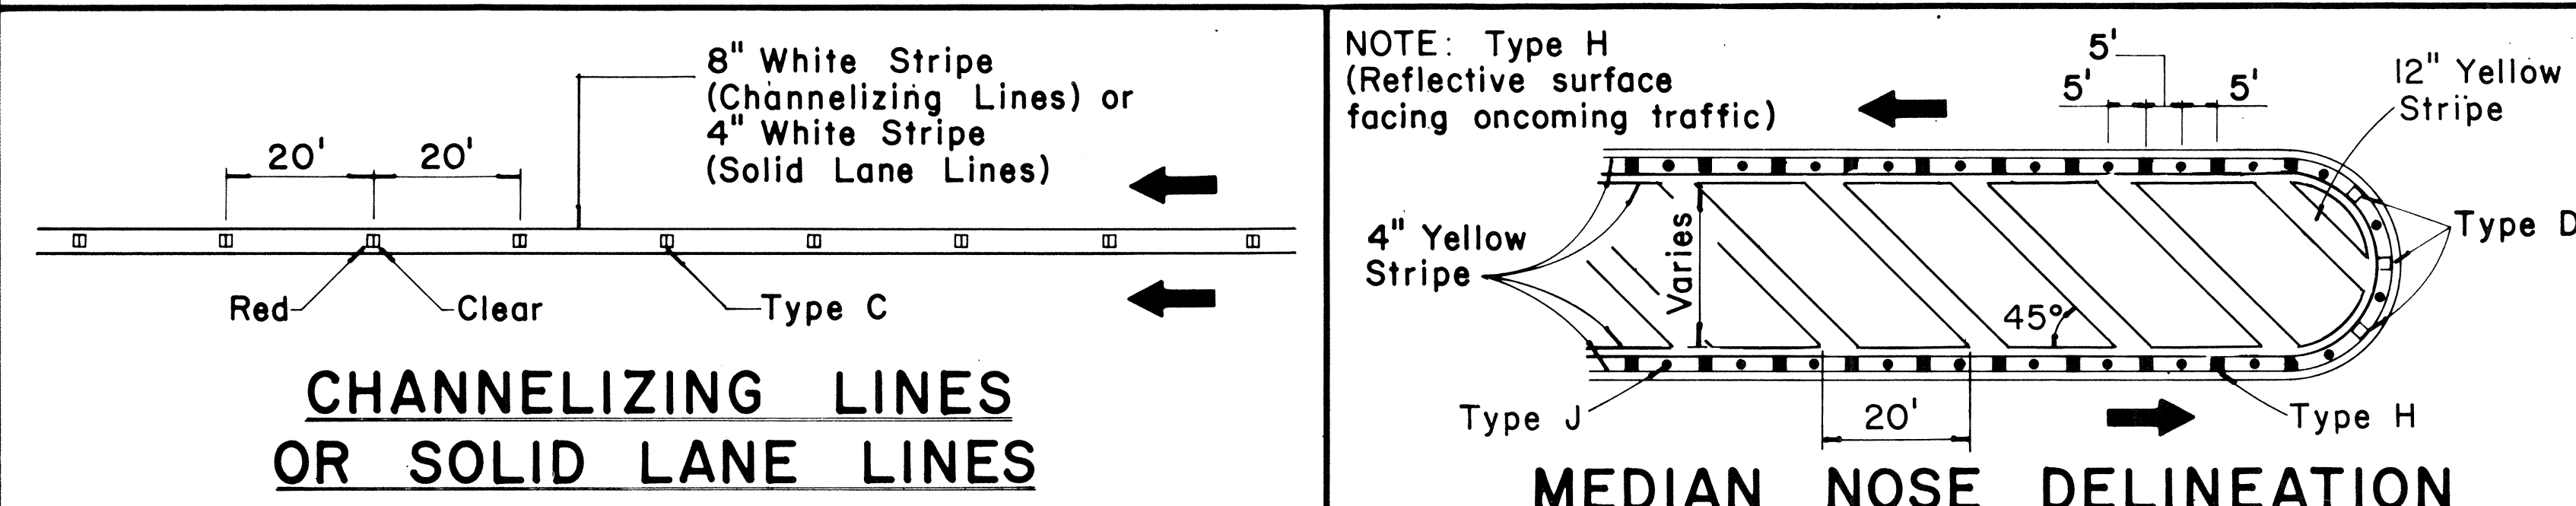 8" White Stripe
(Channelizing Lines) or
4" White Stripe
(Solid Lane Lines)
20'
20'
Red
Clear
Type C
CHANNELIZING LINES
OR SOLID LANE LINES
NOTE: Type H
(Reflective surface
facing oncoming traffic)
5'
5'
5'
12" Yellow
Stripe
4" Yellow
Stripe
Varies
45°
Type D
Type J
20'
Type H
MEDIAN NOSE DELINEATION